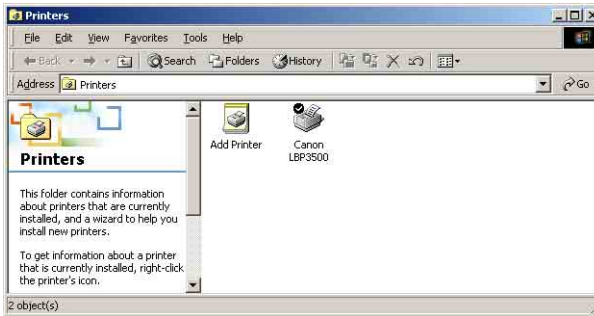 Printers
File Edit View Favorites Tools Help
Back Search Folders History
Address Printers Go
Printers
This folder contains information
about printers that are currently
installed, and a wizard to help you
install new printers.
To get information about a printer
that is currently installed, right-click
the printer's icon.
Add Printer
Canon
LBP3500
2 object(s)